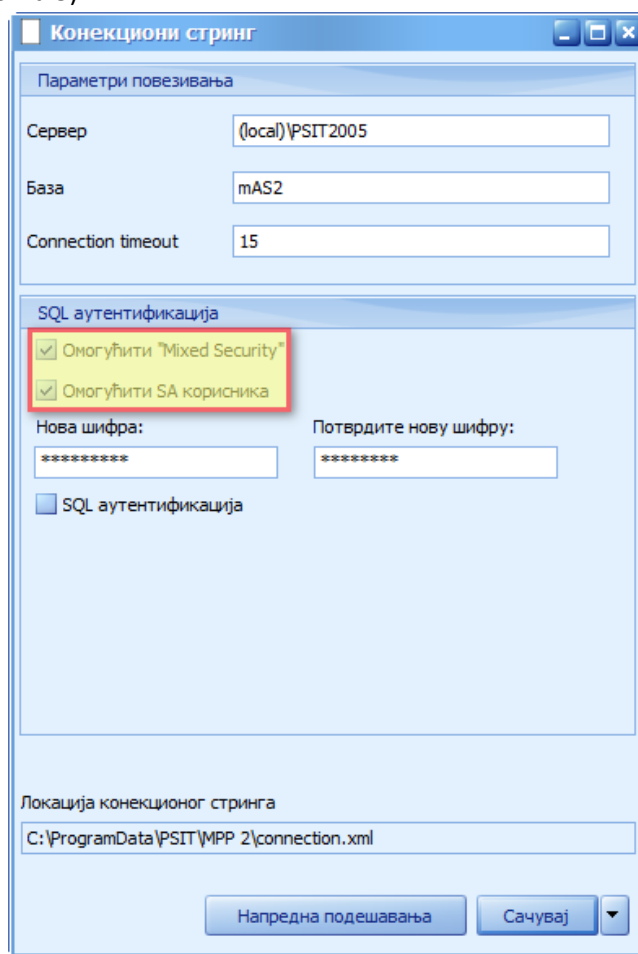 Конекциони стринг
Параметри повезивања
Сервер (local)\PSIT2005
База mAS2
Connection timeout 15
SQL аутентификација
Омогућити "Mixed Security"
Омогућити SA корисника
Нова шифра: Потврдите нову шифру:
********* ********
SQL аутентификација
Локација конекционог стринга
C:\ProgramData\PSIT\MPP 2\connection.xml
Напредна подешавања Сачувај